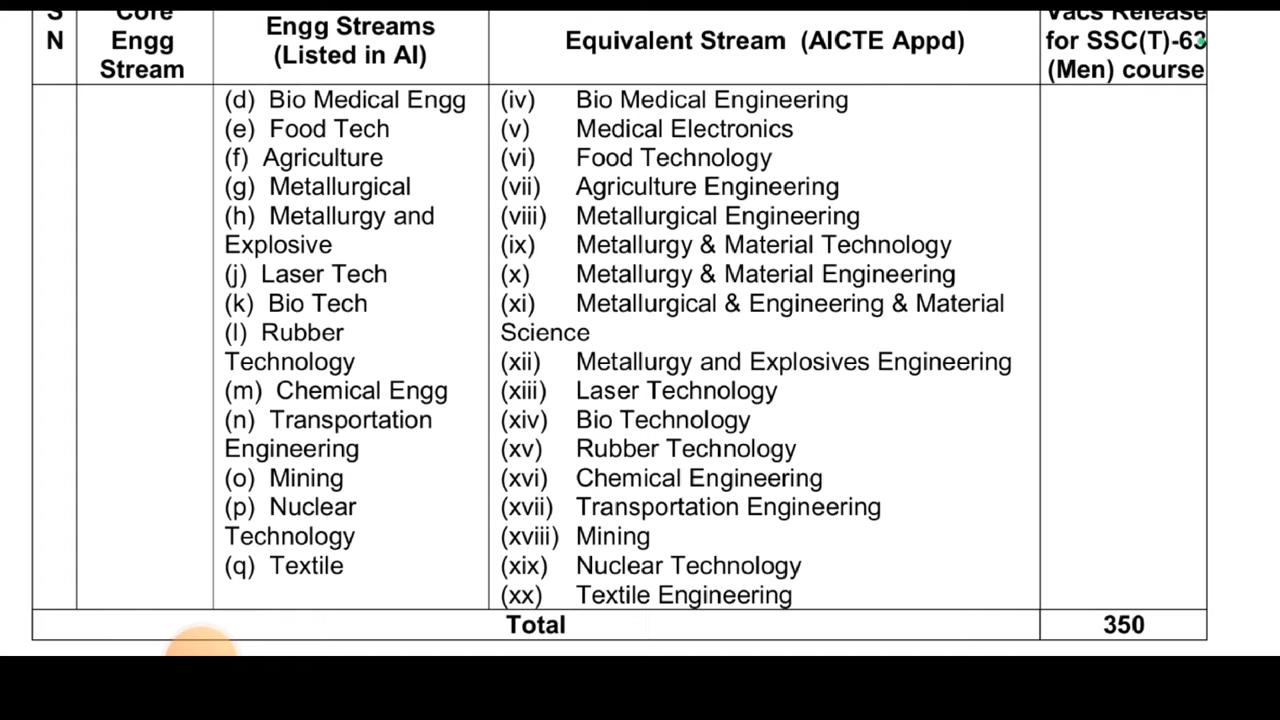 S Core Engg Streams Equivalent Stream (AICTE Appd) Vacs Release
N Engg (Listed in AI) for SSC(T)-63
Stream (Men) course
(d) Bio Medical Engg (iv) Bio Medical Engineering
(e) Food Tech (v) Medical Electronics
(f) Agriculture (vi) Food Technology
(g) Metallurgical (vii) Agriculture Engineering
(h) Metallurgy and (viii) Metallurgical Engineering
Explosive (ix) Metallurgy & Material Technology
(j) Laser Tech (x) Metallurgy & Material Engineering
(k) Bio Tech (xi) Metallurgical & Engineering & Material
(l) Rubber Science
Technology (xii) Metallurgy and Explosives Engineering
(m) Chemical Engg (xiii) Laser Technology
(n) Transportation (xiv) Bio Technology
Engineering (xv) Rubber Technology
(o) Mining (xvi) Chemical Engineering
(p) Nuclear (xvii) Transportation Engineering
Technology (xviii) Mining
(q) Textile (xix) Nuclear Technology
(xx) Textile Engineering
Total 350